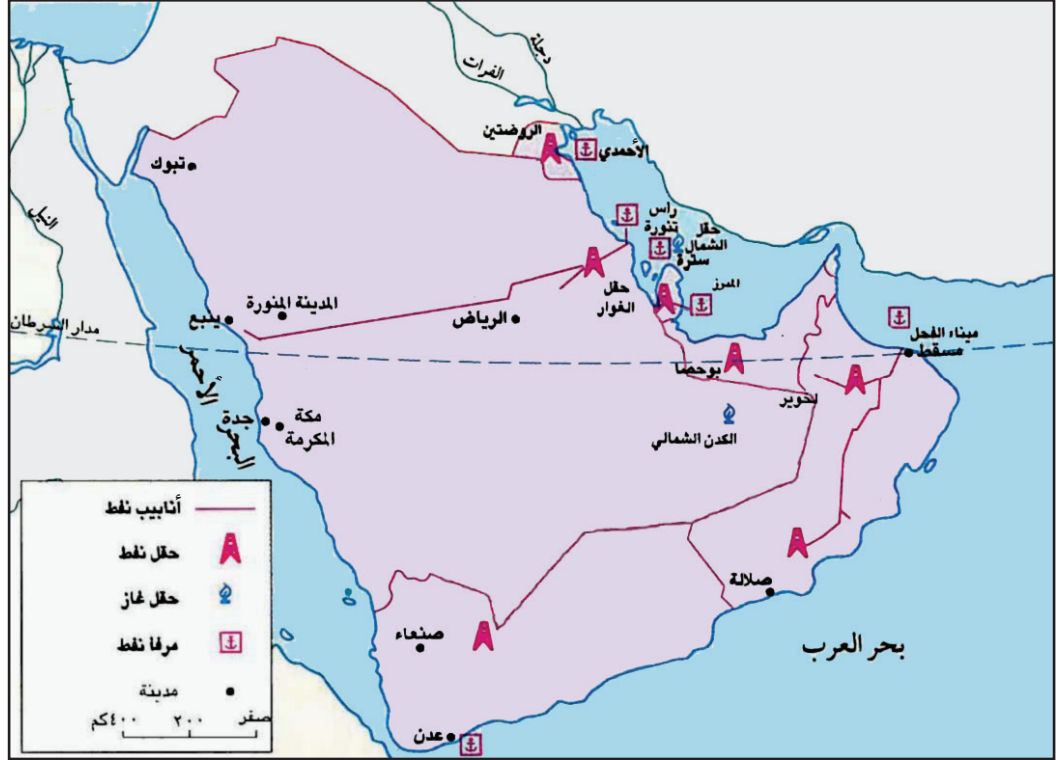 دجلة
الفرات
الروضتين
الأحمدي
تبوك
النيل
راس
تنورة
حقل
الشمال
سترة
حقل
الغوار
المدينة المنورة
ينبع
الرياض
مدار السرطان
ميناء الفحل
مسقط
بوحصا
البحر الأحمر
جدة
مكة
المكرمة
الكدن الشمالي
صلالة
صنعاء
عدن
بحر العرب
أنابيب نفط
حقل نفط
حقل غاز
مرفأ نفط
مدينة
صفر ٢٠٠ ٤٠٠كم